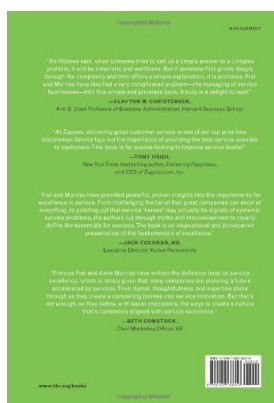 Copyrighted Material
MANAGEMENT
"As Holmes said, when someone tries to sell us a simple answer to a complex
problem, it will be simplistic and worthless. But if someone first grinds deeply
through the complexity and then offers a simple explanation, it is priceless. Frei
and Morriss have clarified a very complicated problem—the managing of service
businesses—into this simple and priceless book. It truly is a delight to read."
—CLAYTON M. CHRISTENSEN,
Kim B. Clark Professor of Business Administration, Harvard Business School
"At Zappos, delivering great customer service is one of our top priorities.
Uncommon Service lays out the importance of providing the best service possible
to customers. This book is for anyone looking to improve service levels!"
—TONY HSIEH,
New York Times bestselling author, Delivering Happiness,
and CEO of Zappos.com, Inc.
"Frei and Morriss have provided powerful, proven insights into the requirements for
excellence in service. From challenging the belief that great companies can excel at
everything, to pointing out that service 'heroes' may actually be signals of systemic
service problems, the authors cut through myths and misconceptions to clearly
define the essentials for success. The book is an inspirational and provocative
presentation of the fundamentals of excellence."
—JACK COCHRAN, MD,
Executive Director, Kaiser Permanente
"Frances Frei and Anne Morriss have written the definitive book on service
excellence, which is timely given that many companies are planning a future
accelerated by services. Their humor, thoughtfulness, and expertise shine
through as they create a compelling journey into service innovation. But that's
not enough, as they define, with equal importance, the ways to create a culture
that's completely aligned with service excellence."
—BETH COMSTOCK,
Chief Marketing Officer, GE
www.hbr.org/books
Copyrighted Material